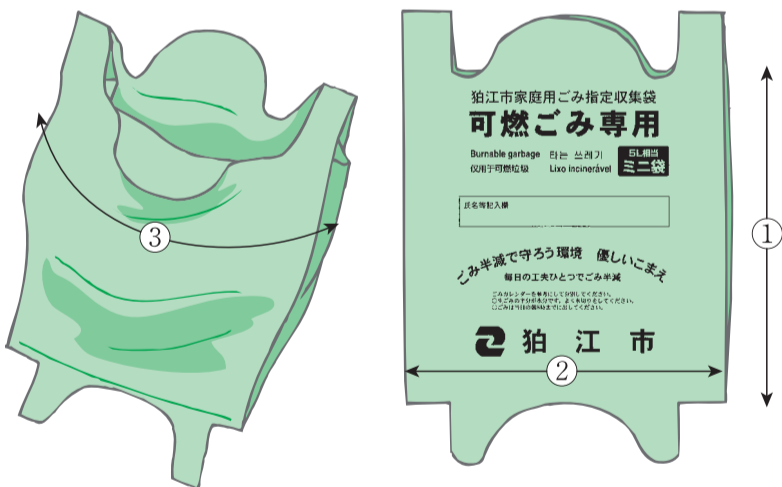 ③
狛江市家庭用ごみ指定収集袋
可燃ごみ専用
Burnable garbage 타는 쓰레기
仅用于可燃垃圾 Lixo incinerável
5L相当
ミニ袋
氏名等記入欄
ごみ半減で守ろう環境 優しいこまえ
毎日の工夫ひとつでごみ半減
狛江市
②
①